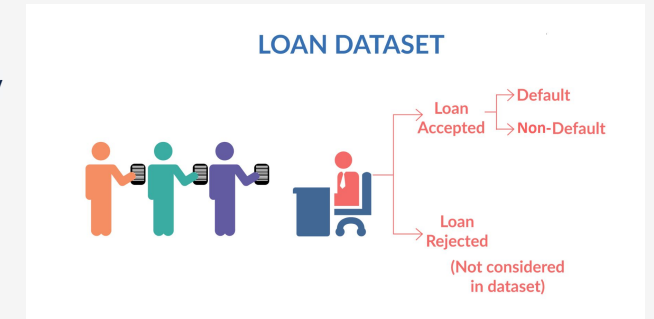 LOAN DATASET
Loan
Accepted
Default
Non-Default
Loan
Rejected
(Not considered
in dataset)